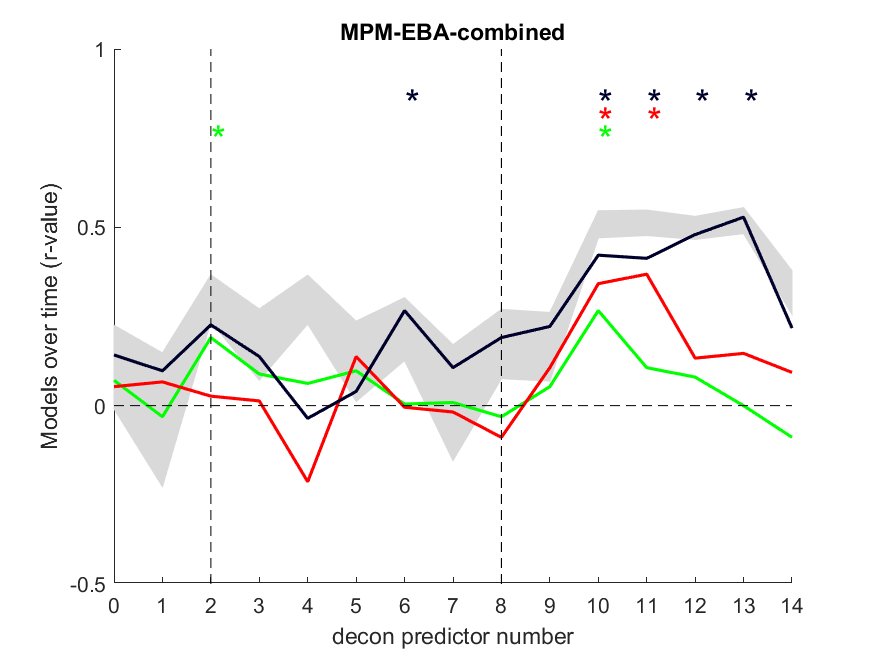 MPM-EBA-combined
1
0.5
0
-0.5
Models over time (r-value)
* * * * *
* *
* *
0 1 2 3 4 5 6 7 8 9 10 11 12 13 14
decon predictor number